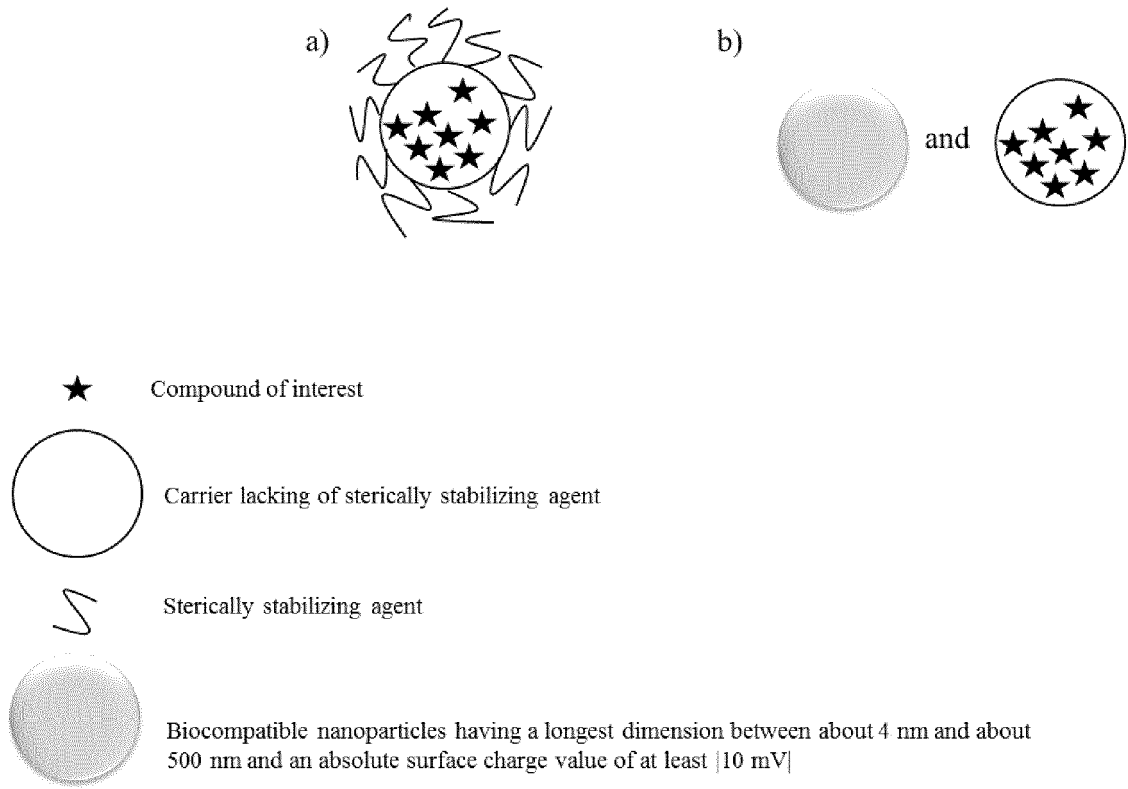 a)
b)
and
Compound of interest
Carrier lacking of sterically stabilizing agent
Sterically stabilizing agent
Biocompatible nanoparticles having a longest dimension between about 4 nm and about
500 nm and an absolute surface charge value of at least |10 mV|